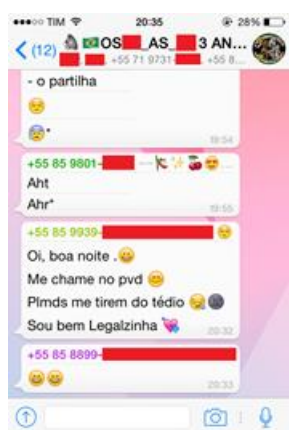 TIM 20:35 28%
(12) OS AS 3 AN...
+55 71 9731- +55 8...
- o partilha
*
19:54
+55 85 9801-
Aht
Ahr*
19:55
+55 85 9939-
Oi, boa noite .
Me chame no pvd
Plmds me tirem do tédio
Sou bem Legalzinha
20:32
+55 85 8899-
20:33